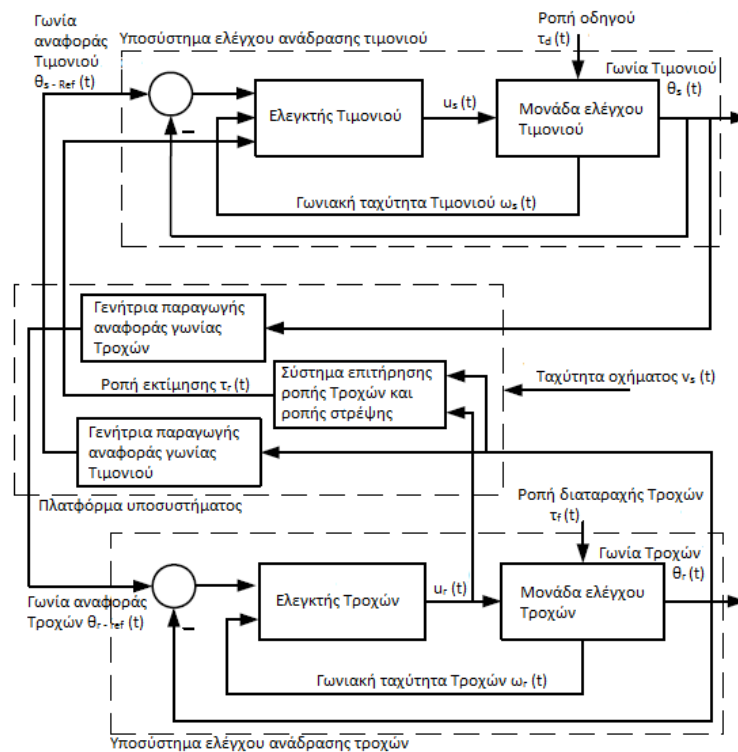 Γωνία
αναφοράς
Τιμονιού
θs - Ref (t)
Υποσύστημα ελέγχου ανάδρασης τιμονιού
Ροπή οδηγού
τd (t)
Γωνία Τιμονιού
θs (t)
Ελεγκτής Τιμονιού
us (t)
Μονάδα ελέγχου
Τιμονιού
Γωνιακή ταχύτητα Τιμονιού ωs (t)
Γενήτρια παραγωγής
αναφοράς γωνίας
Τροχών
Ροπή εκτίμησης τr (t)
Σύστημα επιτήρησης
ροπής Τροχών και
ροπής στρέψης
Ταχύτητα οχήματος vs (t)
Γενήτρια παραγωγής
αναφοράς γωνίας
Τιμονιού
Πλατφόρμα υποσυστήματος
Ροπή διαταραχής Τροχών
τf (t)
Γωνία Τροχών
θr (t)
Ελεγκτής Τροχών
ur (t)
Μονάδα ελέγχου
Τροχών
Γωνία αναφοράς
Τροχών θr - ref (t)
Γωνιακή ταχύτητα Τροχών ωr (t)
Υποσύστημα ελέγχου ανάδρασης τροχών